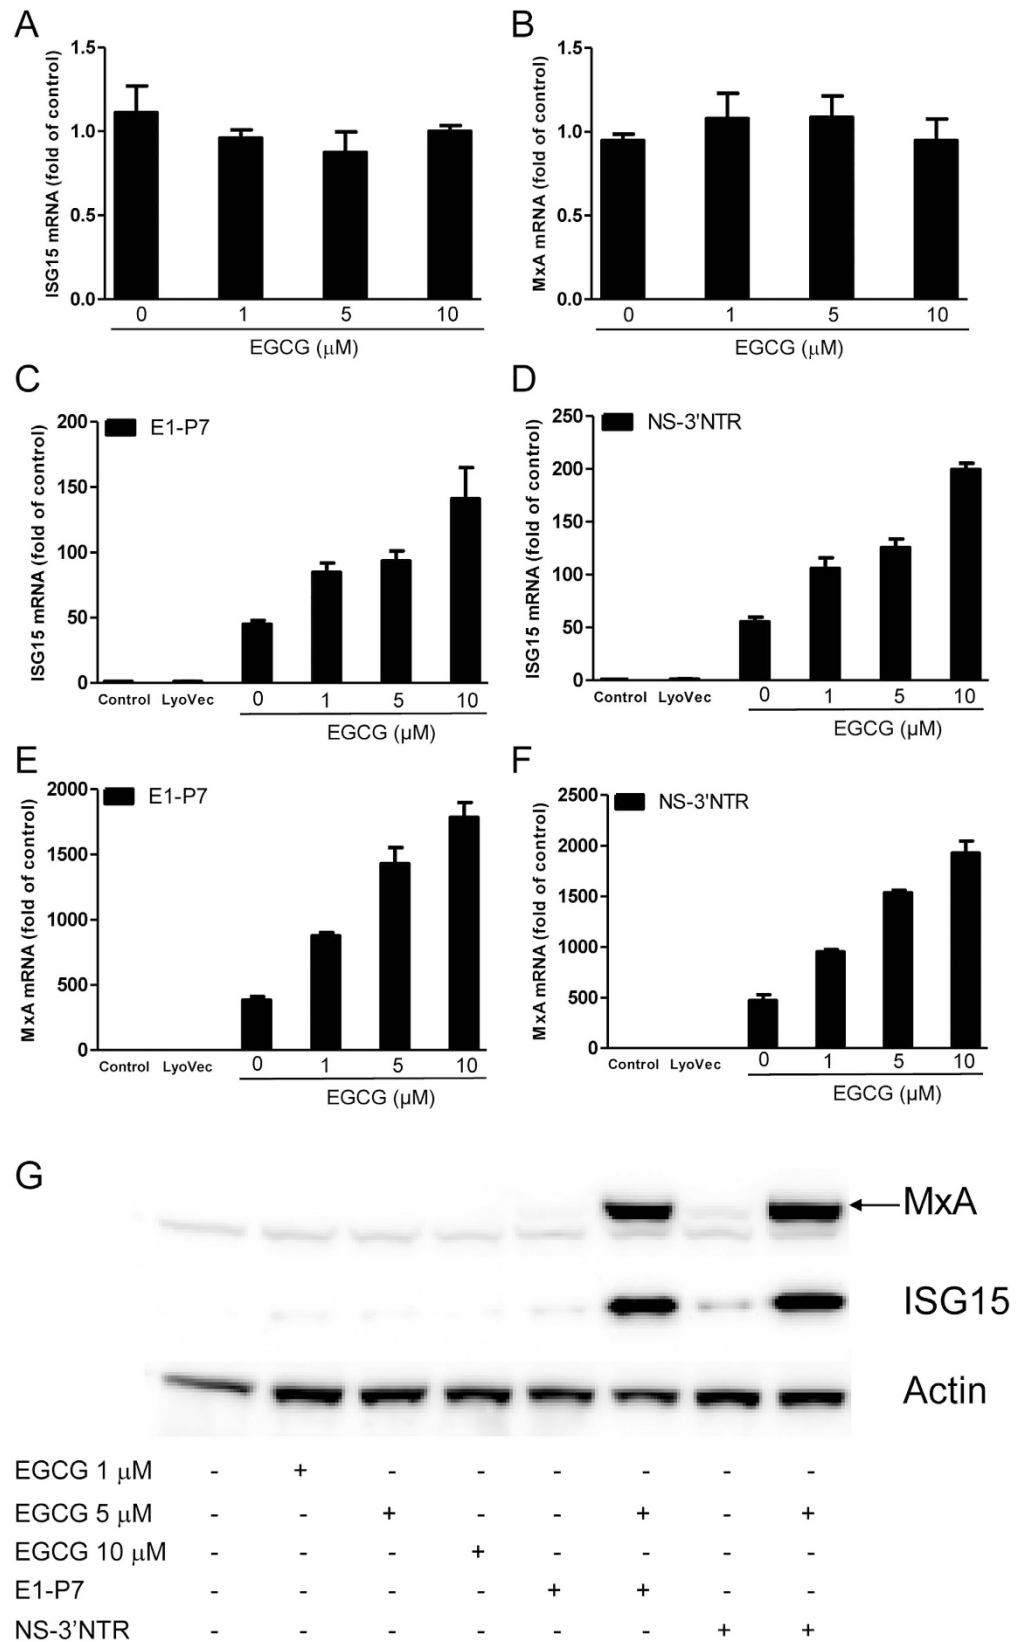 A
ISG15 mRNA (fold of control)
1.5
1.0
0.5
0.0
0 1 5 10
EGCG (μM)
B
MxA mRNA (fold of control)
1.5
1.0
0.5
0.0
0 1 5 10
EGCG (μM)
C
ISG15 mRNA (fold of control)
E1-P7
200
150
100
50
0
Control LyoVec 0 1 5 10
EGCG (μM)
D
ISG15 mRNA (fold of control)
NS-3'NTR
250
200
150
100
50
0
Control LyoVec 0 1 5 10
EGCG (μM)
E
MxA mRNA (fold of control)
E1-P7
2000
1500
1000
500
0
Control LyoVec 0 1 5 10
EGCG (μM)
F
MxA mRNA (fold of control)
NS-3'NTR
2500
2000
1500
1000
500
0
Control LyoVec 0 1 5 10
EGCG (μM)
G
MxA
ISG15
Actin
EGCG 1 μM - + - - - - - -
EGCG 5 μM - - + - - + - +
EGCG 10 μM - - - + - - - -
E1-P7 - - - - + + - -
NS-3’NTR - - - - - - + +